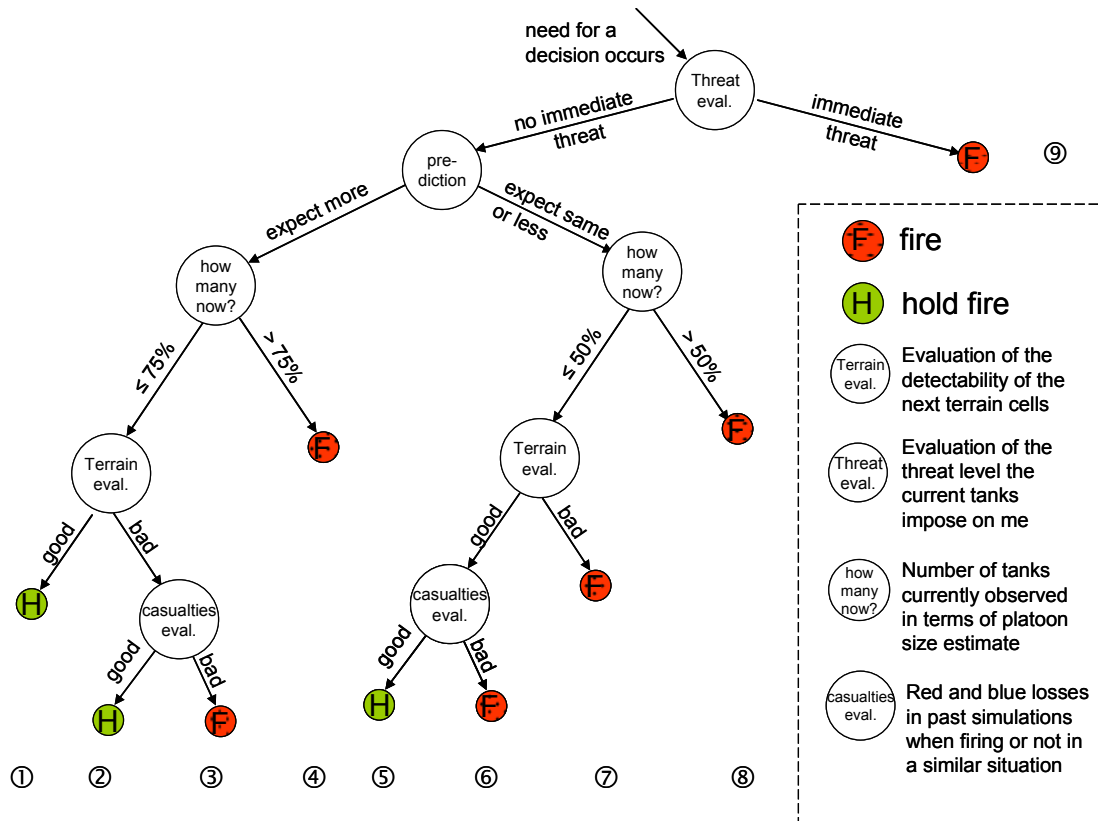 need for a
decision occurs
Threat
eval.
no immediate
threat
immediate
threat
F
⑨
pre-
diction
expect more
expect same
or less
how
many
now?
how
many
now?
≤ 75%
> 75%
≤ 50%
> 50%
F
F
Terrain
eval.
Terrain
eval.
good
bad
good
bad
H
casualties
eval.
casualties
eval.
F
good
bad
good
bad
H
F
H
F
①
②
③
④
⑤
⑥
⑦
⑧
F
fire
H
hold fire
Terrain
eval.
Evaluation of the
detectability of the
next terrain cells
Threat
eval.
Evaluation of the
threat level the
current tanks
impose on me
how
many
now?
Number of tanks
currently observed
in terms of platoon
size estimate
casualties
eval.
Red and blue losses
in past simulations
when firing or not in
a similar situation